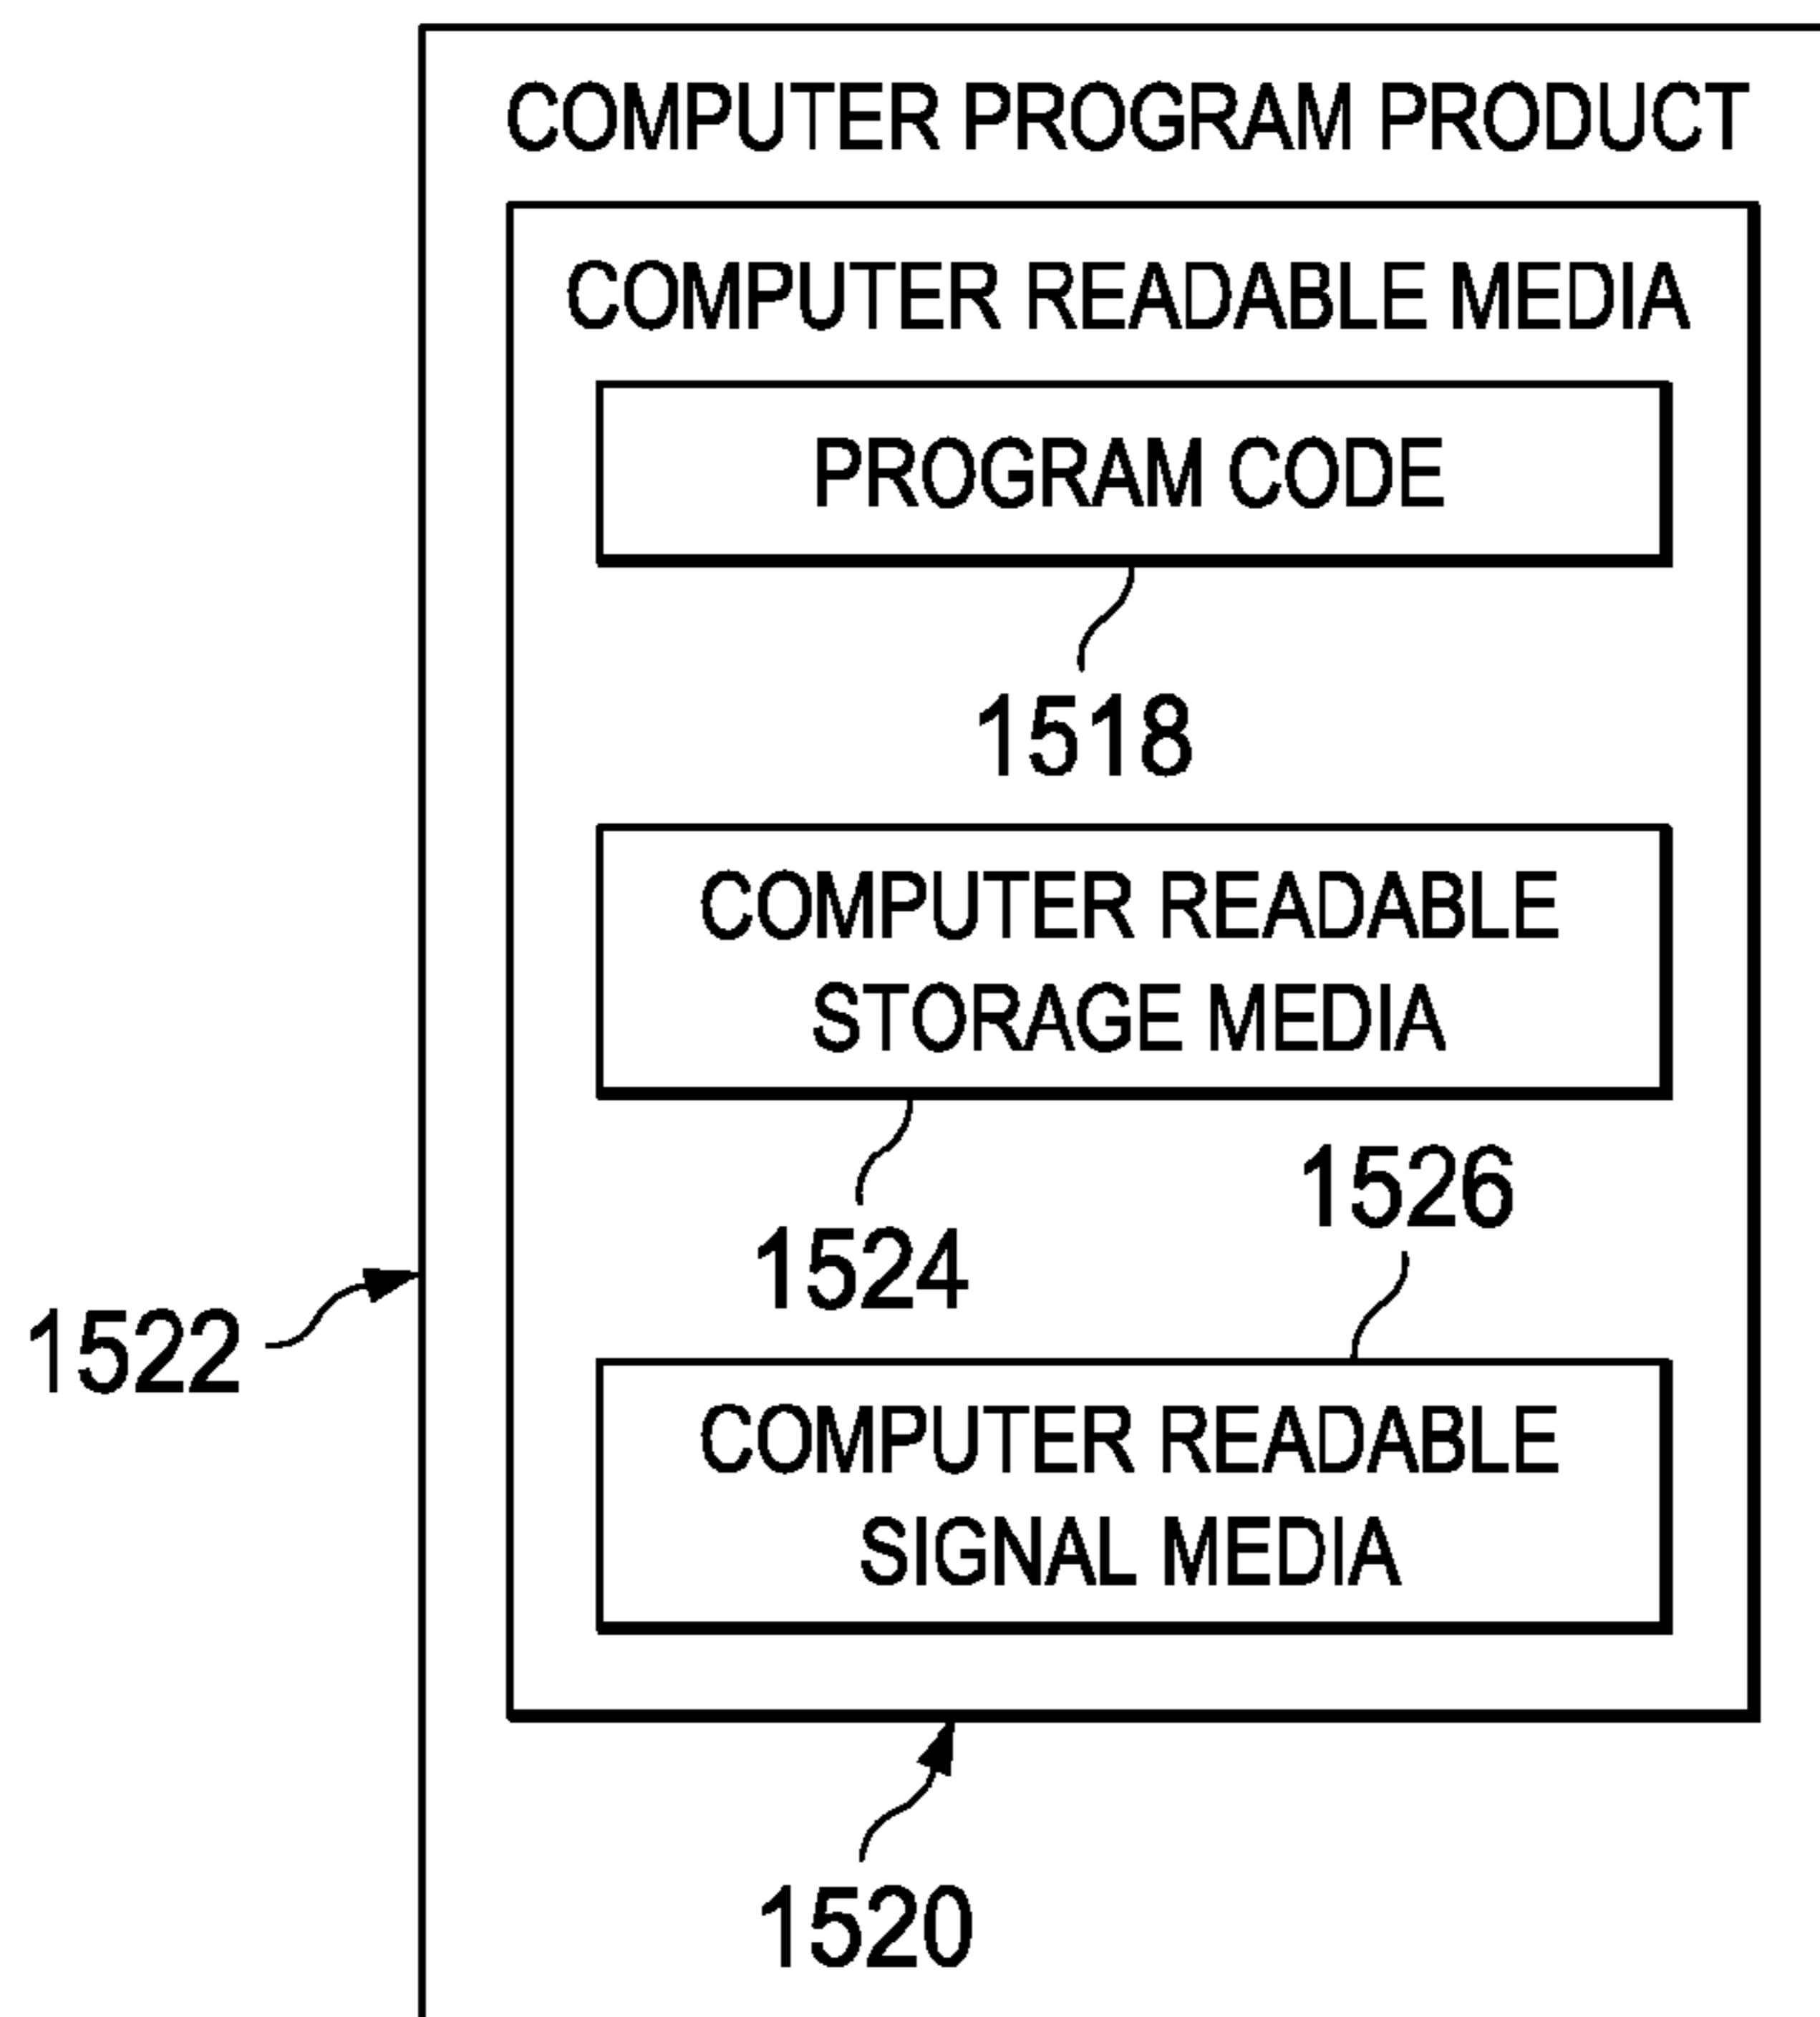 COMPUTER PROGRAM PRODUCT
COMPUTER READABLE MEDIA
PROGRAM CODE
1518
COMPUTER READABLE
STORAGE MEDIA
1526
1524
1522
COMPUTER READABLE
SIGNAL MEDIA
1520